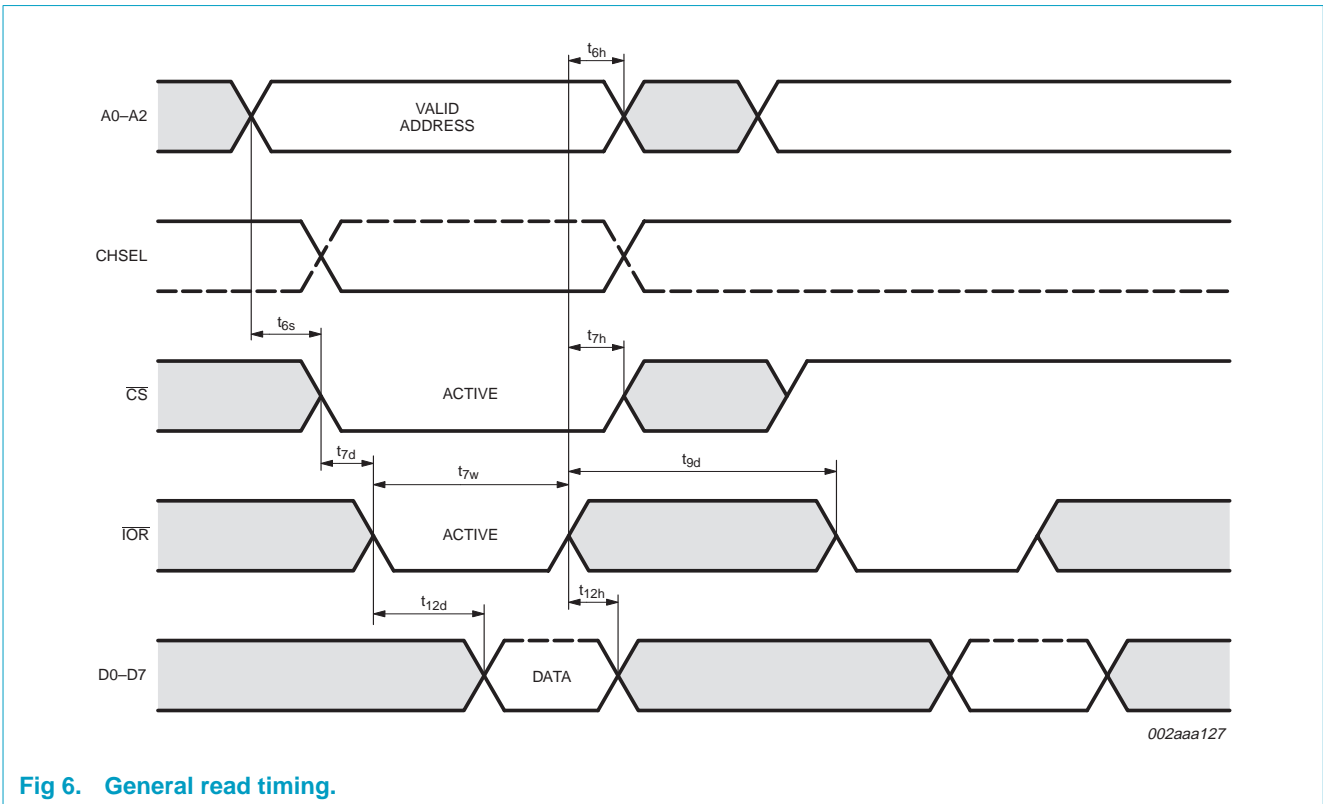 t6h
A0–A2
VALID
ADDRESS
CHSEL
t6s
t7h
CS
ACTIVE
t7d
t7w
t9d
IOR
ACTIVE
t12d
t12h
D0–D7
DATA
002aaa127
Fig 6. General read timing.